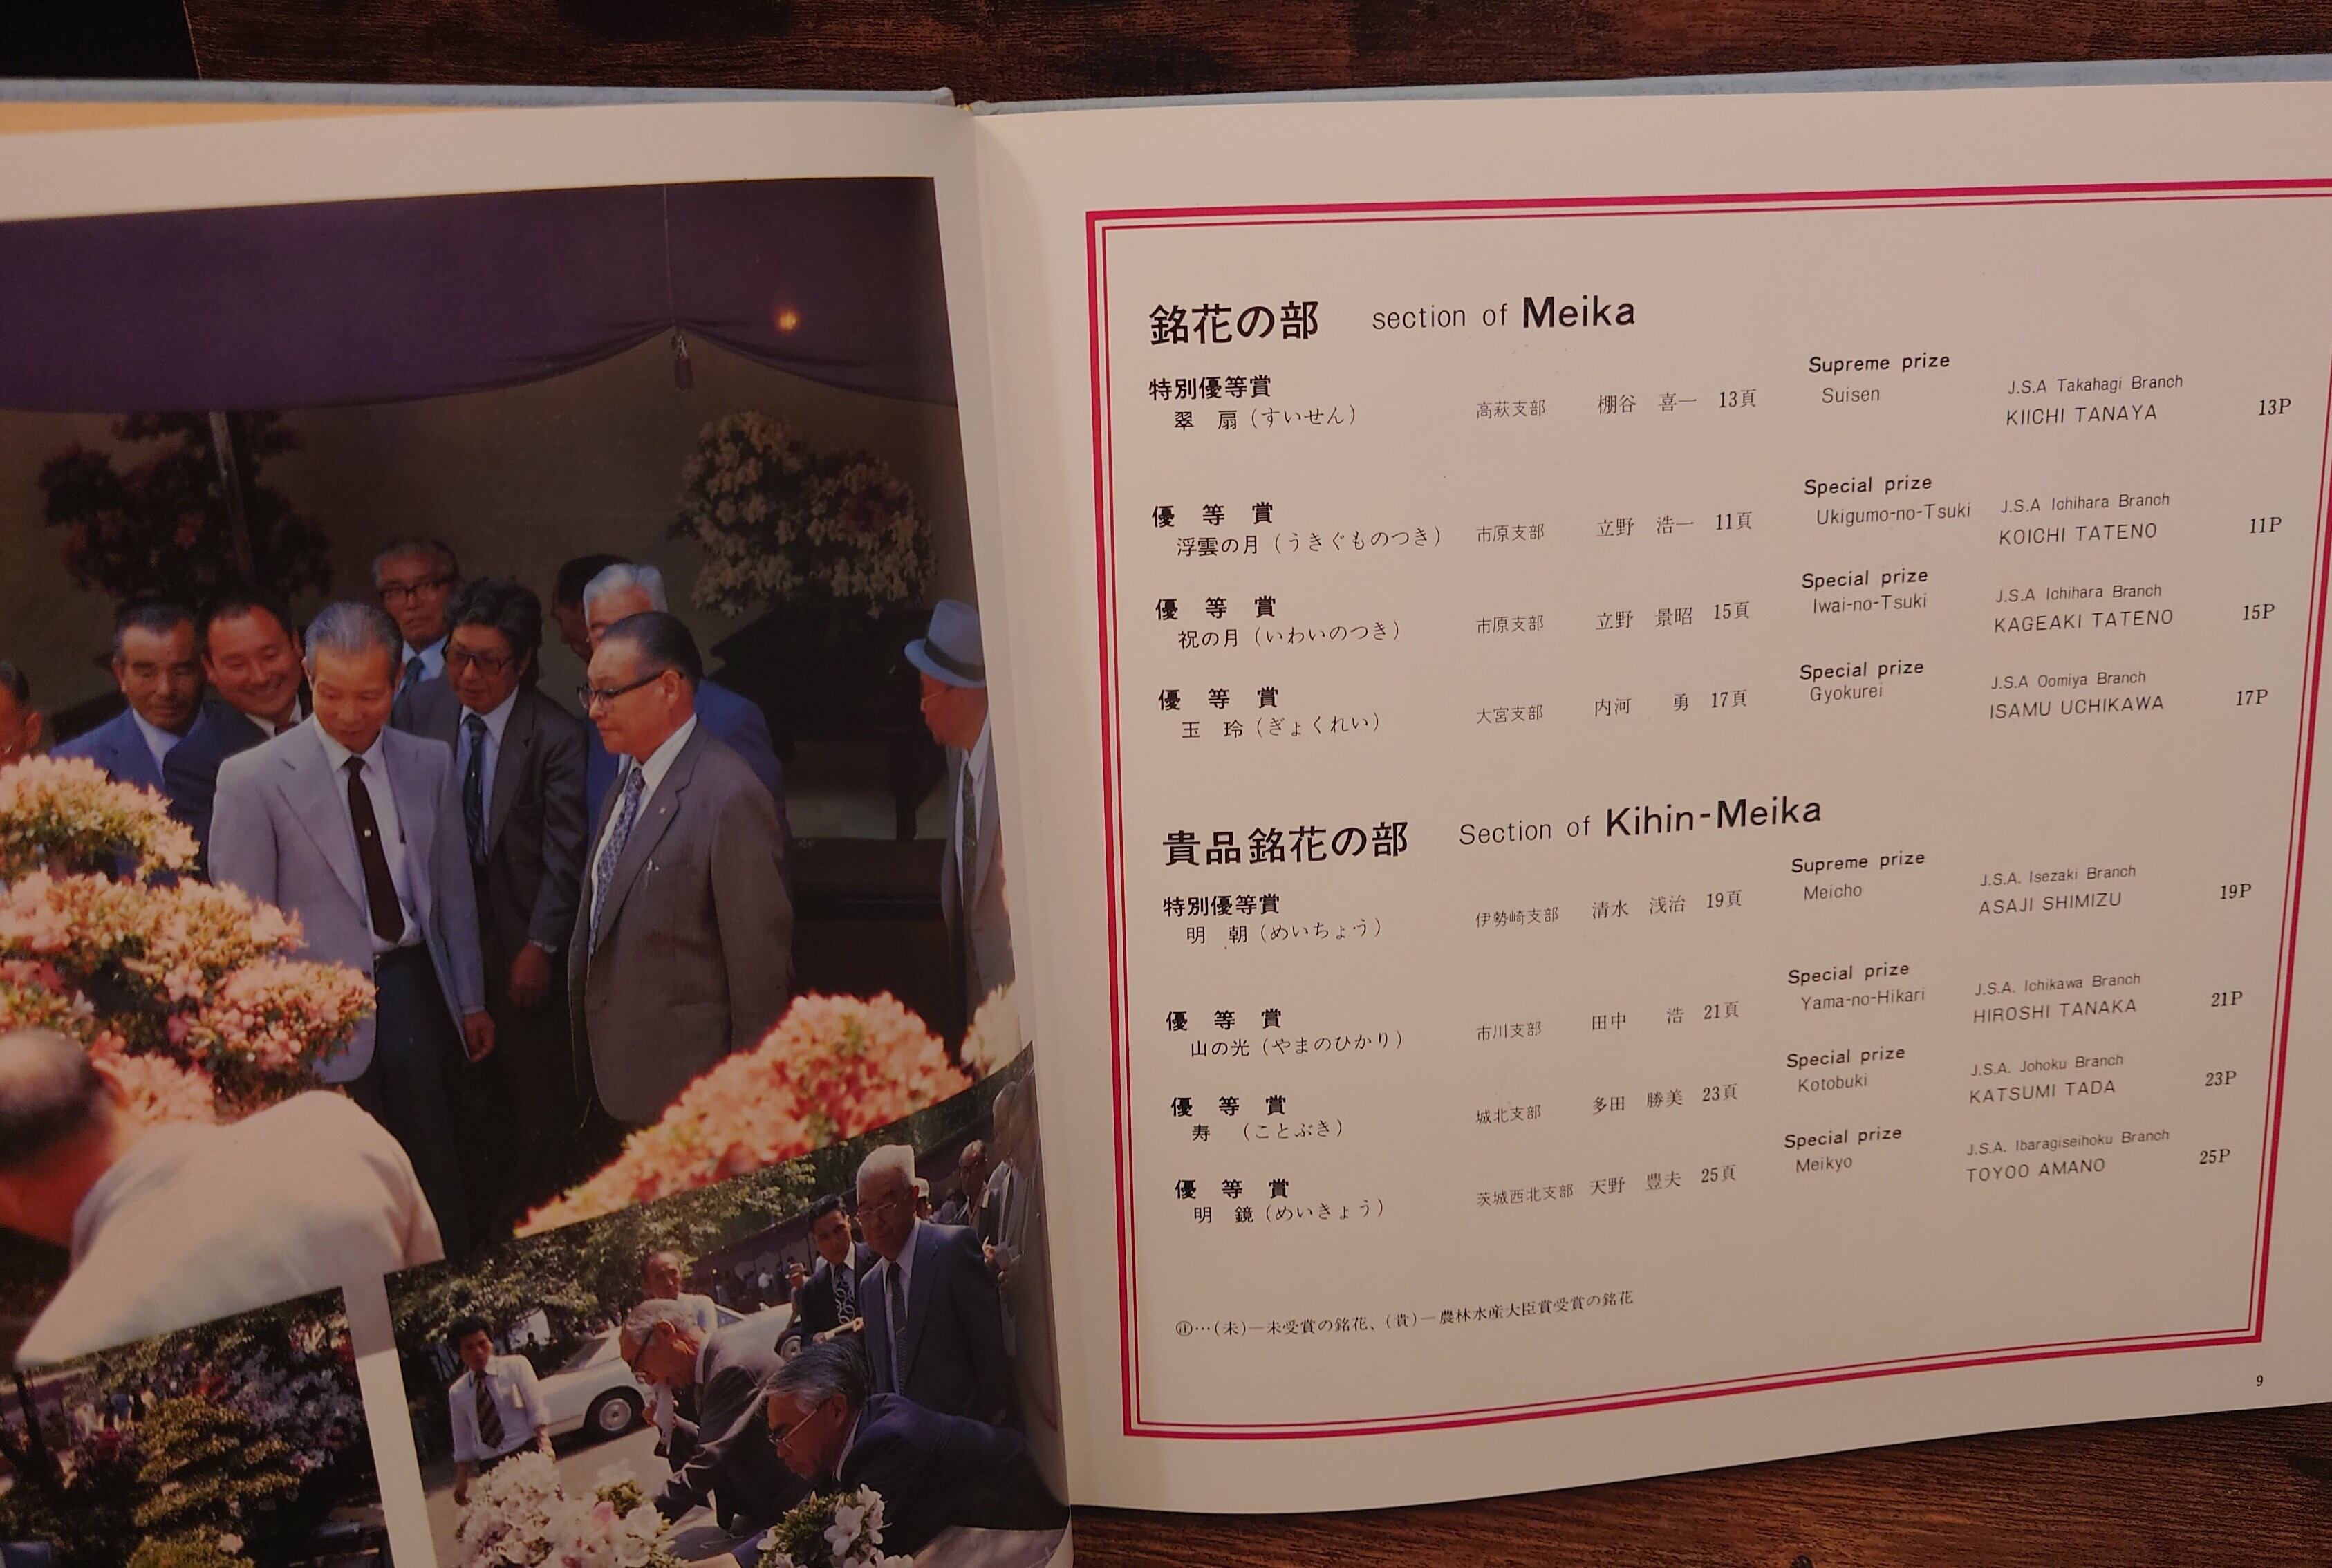 銘花の部 section of Meika
特別優等賞 Supreme prize
翠 扇(すいせん) 高萩支部 棚谷 喜一 13頁 Suisen J.S.A Takahagi Branch
KIICHI TANAYA 13P
優等賞 Special prize
浮雲の月(うきぐものつき) 市原支部 立野 浩一 11頁 Ukigumo-no-Tsuki J.S.A Ichihara Branch
KOICHI TATENO 11P
優等賞 Special prize
祝の月(いわいのつき) 市原支部 立野 景昭 15頁 Iwai-no-Tsuki J.S.A Ichihara Branch
KAGEAKI TATENO 15P
優等賞 Special prize
玉 玲(ぎょくれい) 大宮支部 内河 勇 17頁 Gyokurei J.S.A Oomiya Branch
ISAMU UCHIKAWA 17P
貴品銘花の部 Section of Kihin-Meika
特別優等賞 Supreme prize
明 朝(めいちょう) 伊勢崎支部 清水 浅治 19頁 Meicho J.S.A. Isezaki Branch
ASAJI SHIMIZU 19P
優等賞 Special prize
山の光(やまのひかり) 市川支部 田中 浩 21頁 Yama-no-Hikari J.S.A. Ichikawa Branch
HIROSHI TANAKA 21P
優等賞 Special prize
寿 (ことぶき) 城北支部 多田 勝美 23頁 Kotobuki J.S.A. Johoku Branch
KATSUMI TADA 23P
優等賞 Special prize
明 鏡(めいきょう) 茨城西北支部 天野 豊夫 25頁 Meikyo J.S.A. Ibaragiseihoku Branch
TOYOO AMANO 25P
㊟…(未)―未受賞の銘花、(貴)―農林水産大臣賞受賞の銘花
9